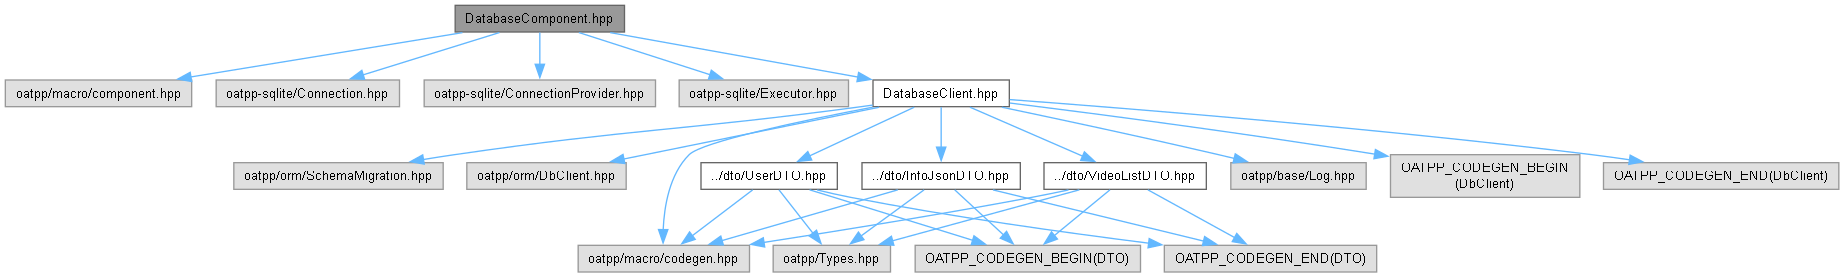 DatabaseComponent.hpp
oatpp/macro/component.hpp
oatpp-sqlite/Connection.hpp
oatpp-sqlite/ConnectionProvider.hpp
oatpp-sqlite/Executor.hpp
DatabaseClient.hpp
oatpp/orm/SchemaMigration.hpp
oatpp/orm/DbClient.hpp
../dto/UserDTO.hpp
../dto/InfoJsonDTO.hpp
../dto/VideoListDTO.hpp
oatpp/base/Log.hpp
OATPP_CODEGEN_BEGIN
(DbClient)
OATPP_CODEGEN_END(DbClient)
oatpp/macro/codegen.hpp
oatpp/Types.hpp
OATPP_CODEGEN_BEGIN(DTO)
OATPP_CODEGEN_END(DTO)